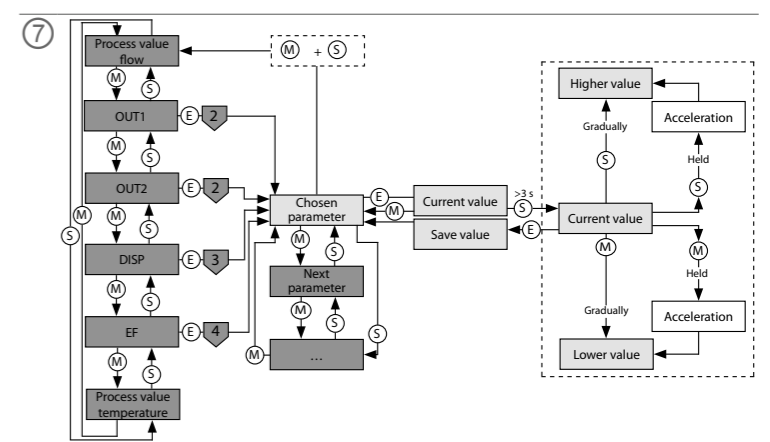 7
Process value
flow
M + S
M
S
OUT1
E
2
M
S
OUT2
E
2
M
S
M
S
DISP
E
3
M
S
EF
E
4
M
S
Process value
temperature
Chosen
parameter
M
S
Next
parameter
M
S
S
M
...
E
M
Current value
Save value
>3 s
S
E
Higher value
Gradually
S
Acceleration
Held
S
Current value
M
M
Held
Gradually
Acceleration
Lower value